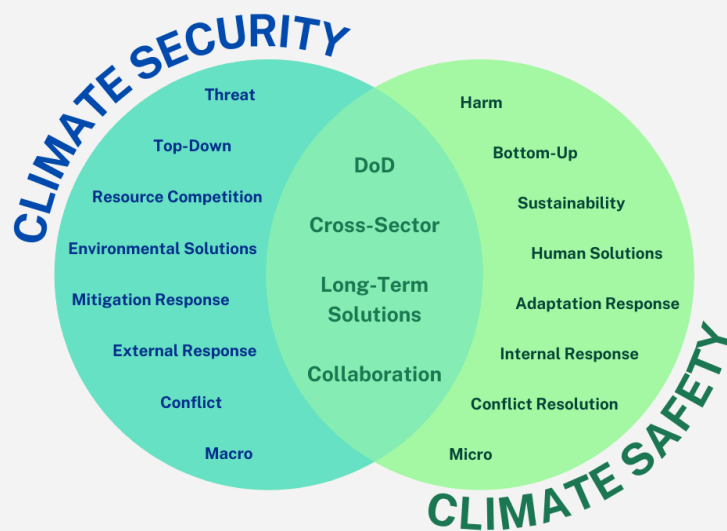 CLIMATE SECURITY
Threat
Top-Down
Resource Competition
Environmental Solutions
Mitigation Response
External Response
Conflict
Macro
DoD
Cross-Sector
Long-Term
Solutions
Collaboration
Harm
Bottom-Up
Sustainability
Human Solutions
Adaptation Response
Internal Response
Conflict Resolution
Micro
CLIMATE SAFETY